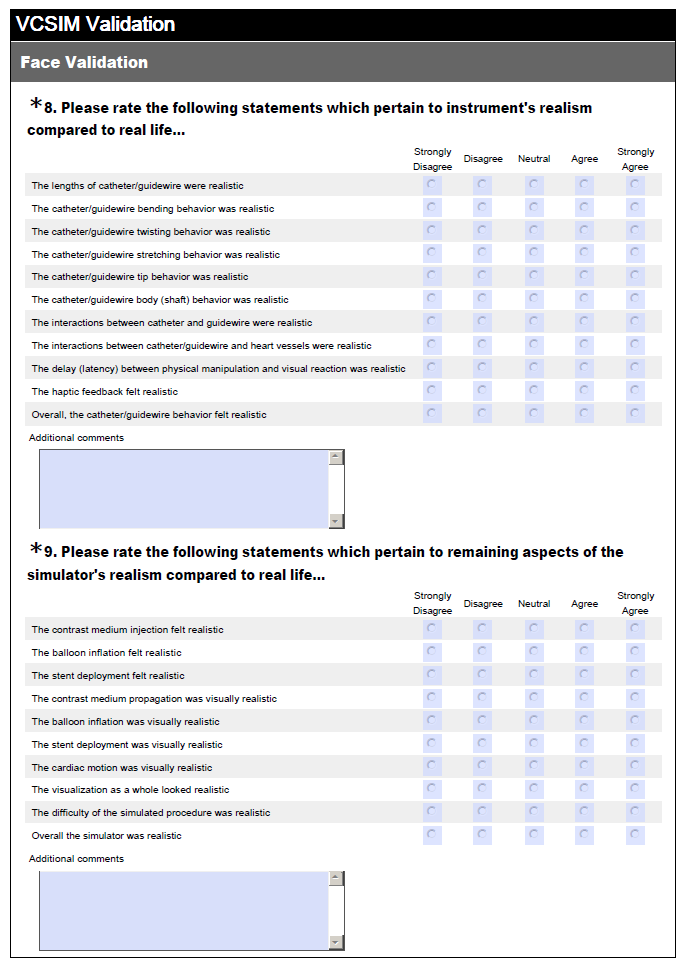 VCSIM Validation
Face Validation
*8. Please rate the following statements which pertain to instrument's realism
compared to real life...
Strongly Disagree Disagree Neutral Agree Strongly Agree
The lengths of catheter/guidewire were realistic
The catheter/guidewire bending behavior was realistic
The catheter/guidewire twisting behavior was realistic
The catheter/guidewire stretching behavior was realistic
The catheter/guidewire tip behavior was realistic
The catheter/guidewire body (shaft) behavior was realistic
The interactions between catheter and guidewire were realistic
The interactions between catheter/guidewire and heart vessels were realistic
The delay (latency) between physical manipulation and visual reaction was realistic
The haptic feedback felt realistic
Overall, the catheter/guidewire behavior felt realistic
Additional comments
*9. Please rate the following statements which pertain to remaining aspects of the
simulator's realism compared to real life...
Strongly Disagree Disagree Neutral Agree Strongly Agree
The contrast medium injection felt realistic
The balloon inflation felt realistic
The stent deployment felt realistic
The contrast medium propagation was visually realistic
The balloon inflation was visually realistic
The stent deployment was visually realistic
The cardiac motion was visually realistic
The visualization as a whole looked realistic
The difficulty of the simulated procedure was realistic
Overall the simulator was realistic
Additional comments